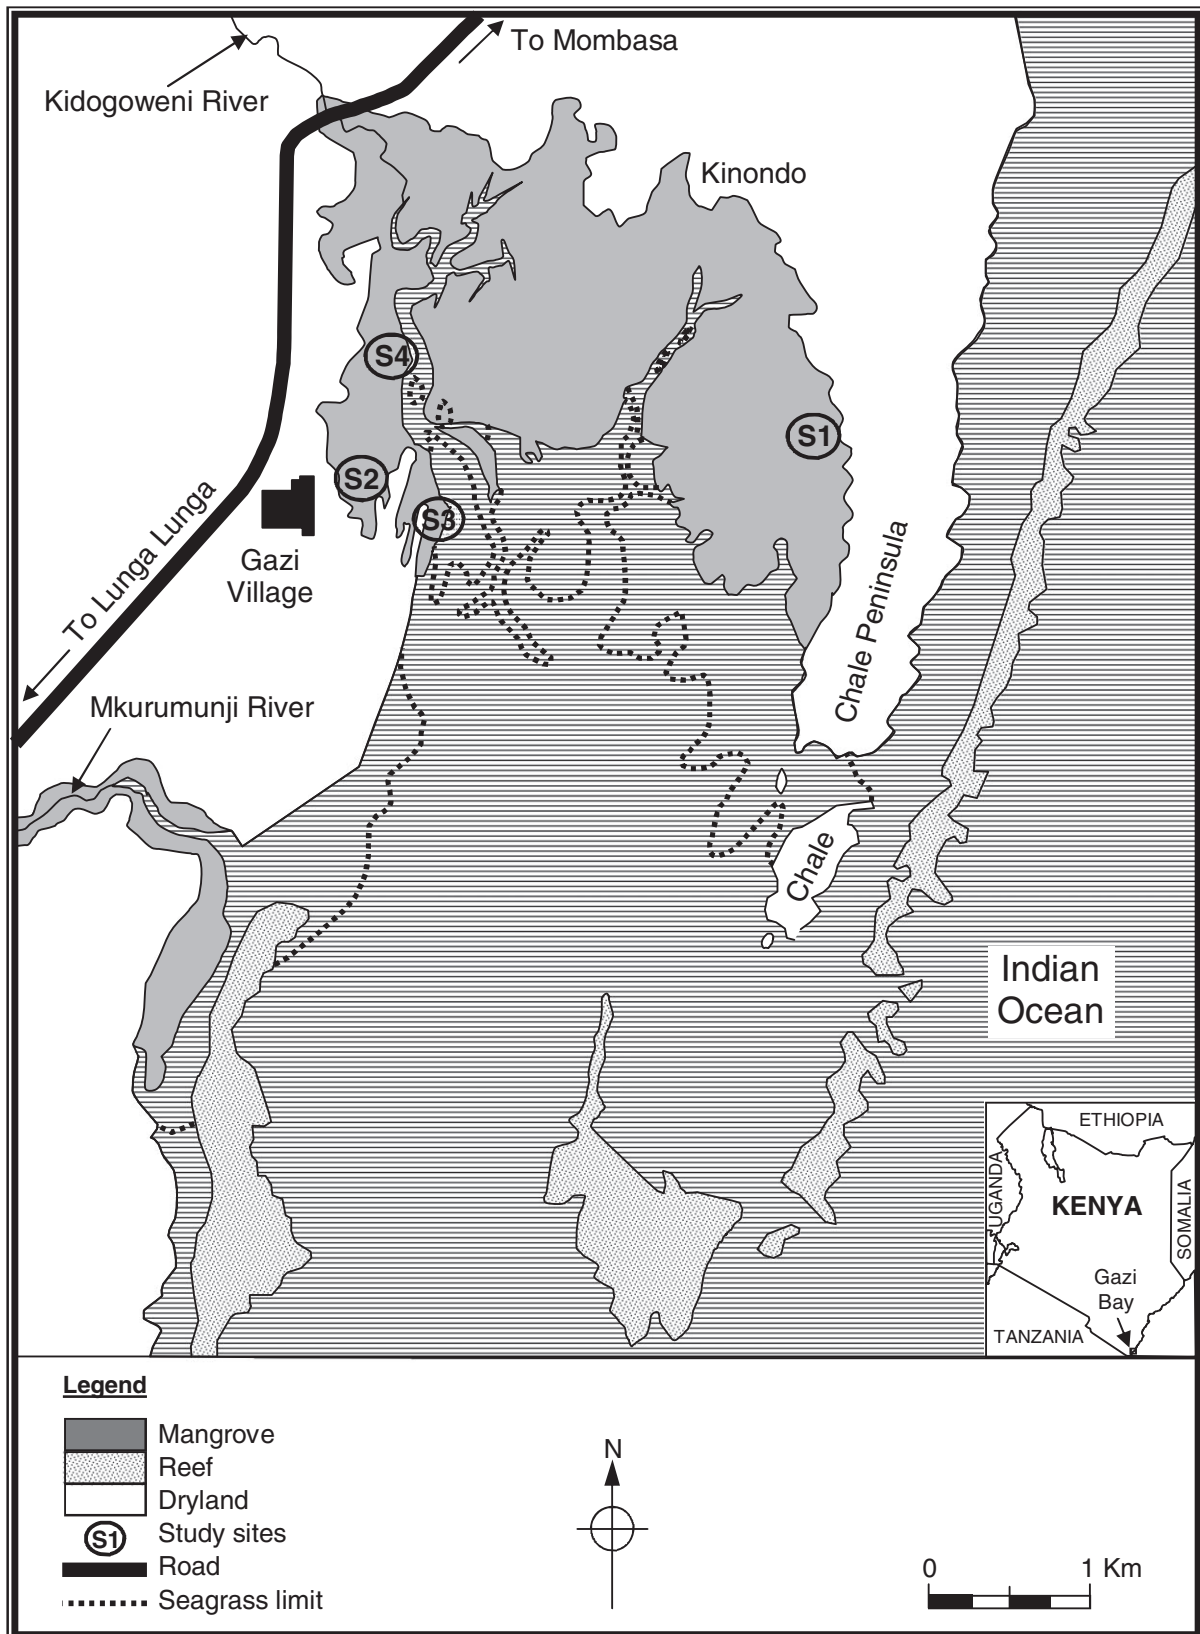 To Mombasa
Kidogoweni River
Kinondo
S4
S1
S2
S3
Gazi
Village
To Lunga Lunga
Chale Peninsula
Mkurumunji River
Chale
Indian
Ocean
ETHIOPIA
UGANDA
KENYA
SOMALIA
Gazi
Bay
TANZANIA
Legend
Mangrove
Reef
Dryland
S1 Study sites
Road
Seagrass limit
N
0 1 Km